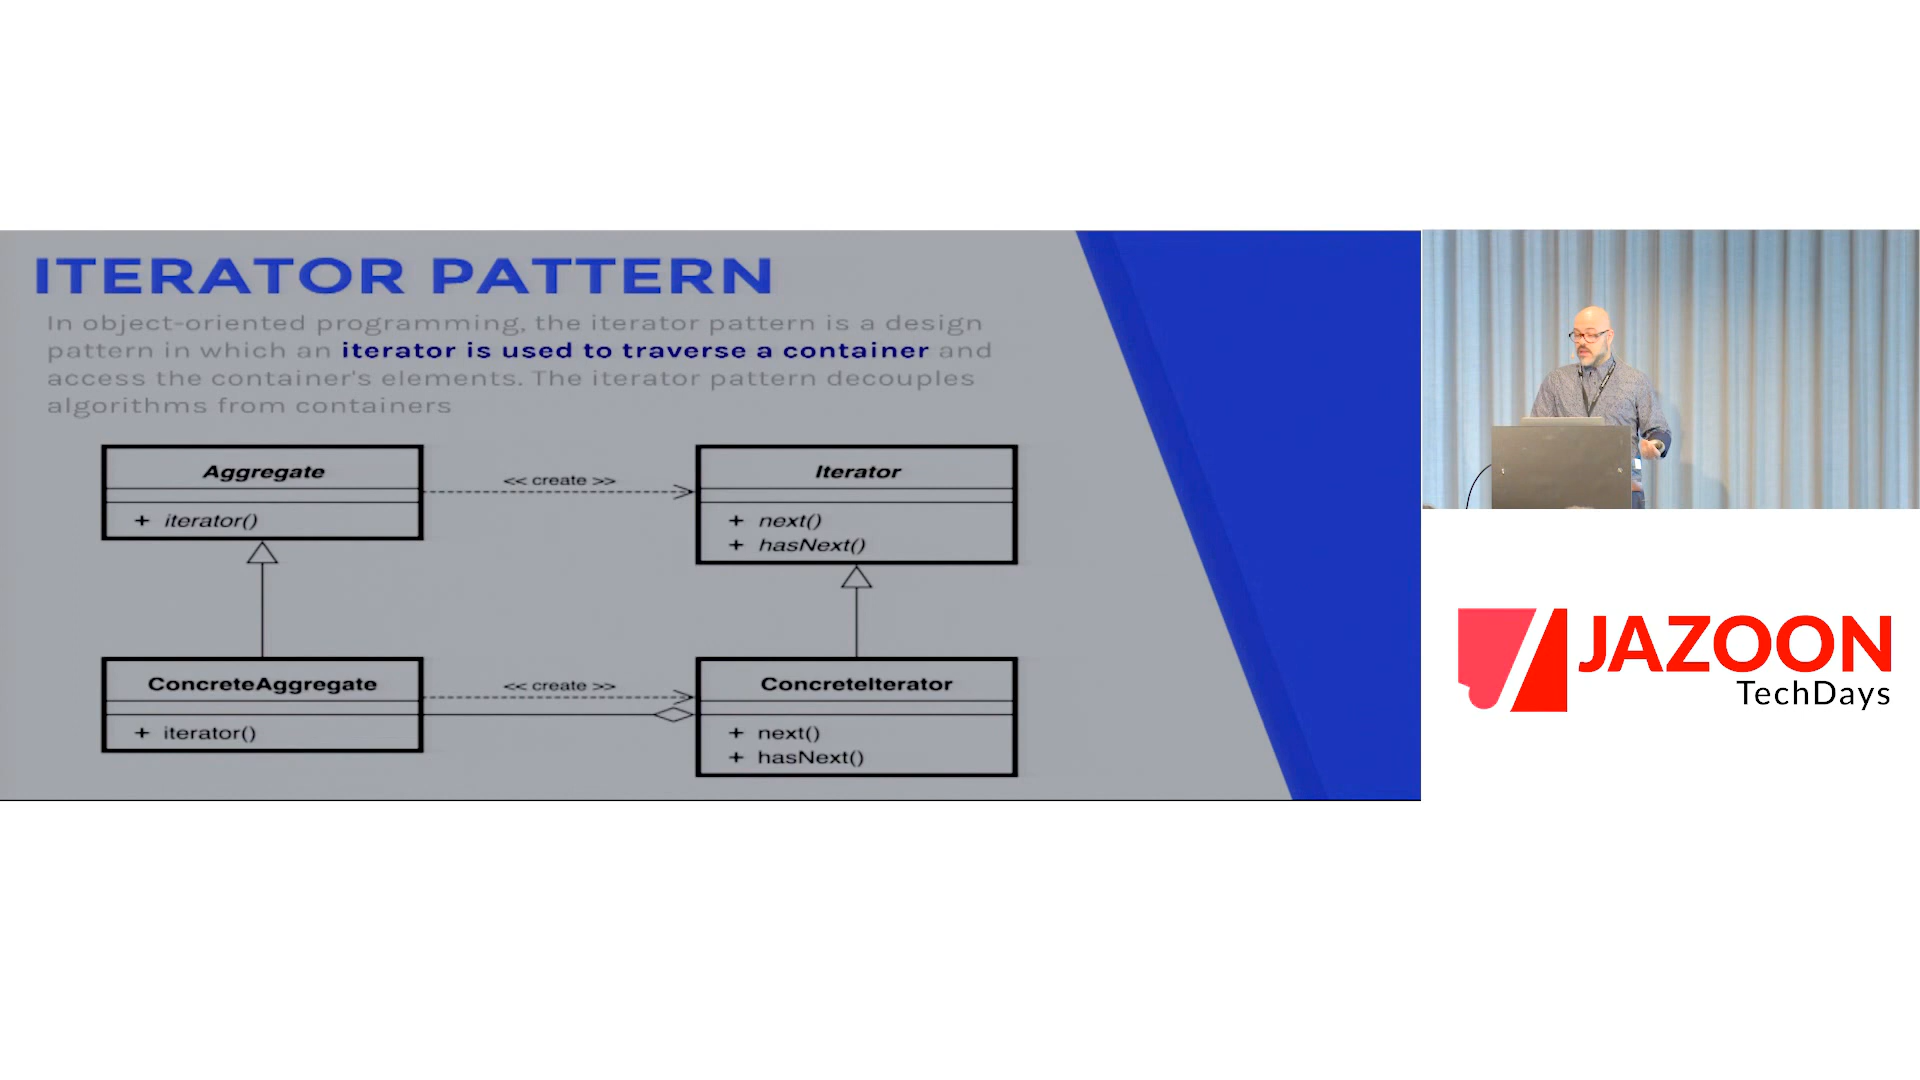 ITERATOR PATTERN
In object-oriented programming, the iterator pattern is a design
pattern in which an iterator is used to traverse a container and
access the container's elements. The iterator pattern decouples
algorithms from containers
Aggregate
+ iterator()
<< create >>
Iterator
+ next()
+ hasNext()
ConcreteAggregate
+ iterator()
<< create >>
ConcreteIterator
+ next()
+ hasNext()
JAZOON
TechDays